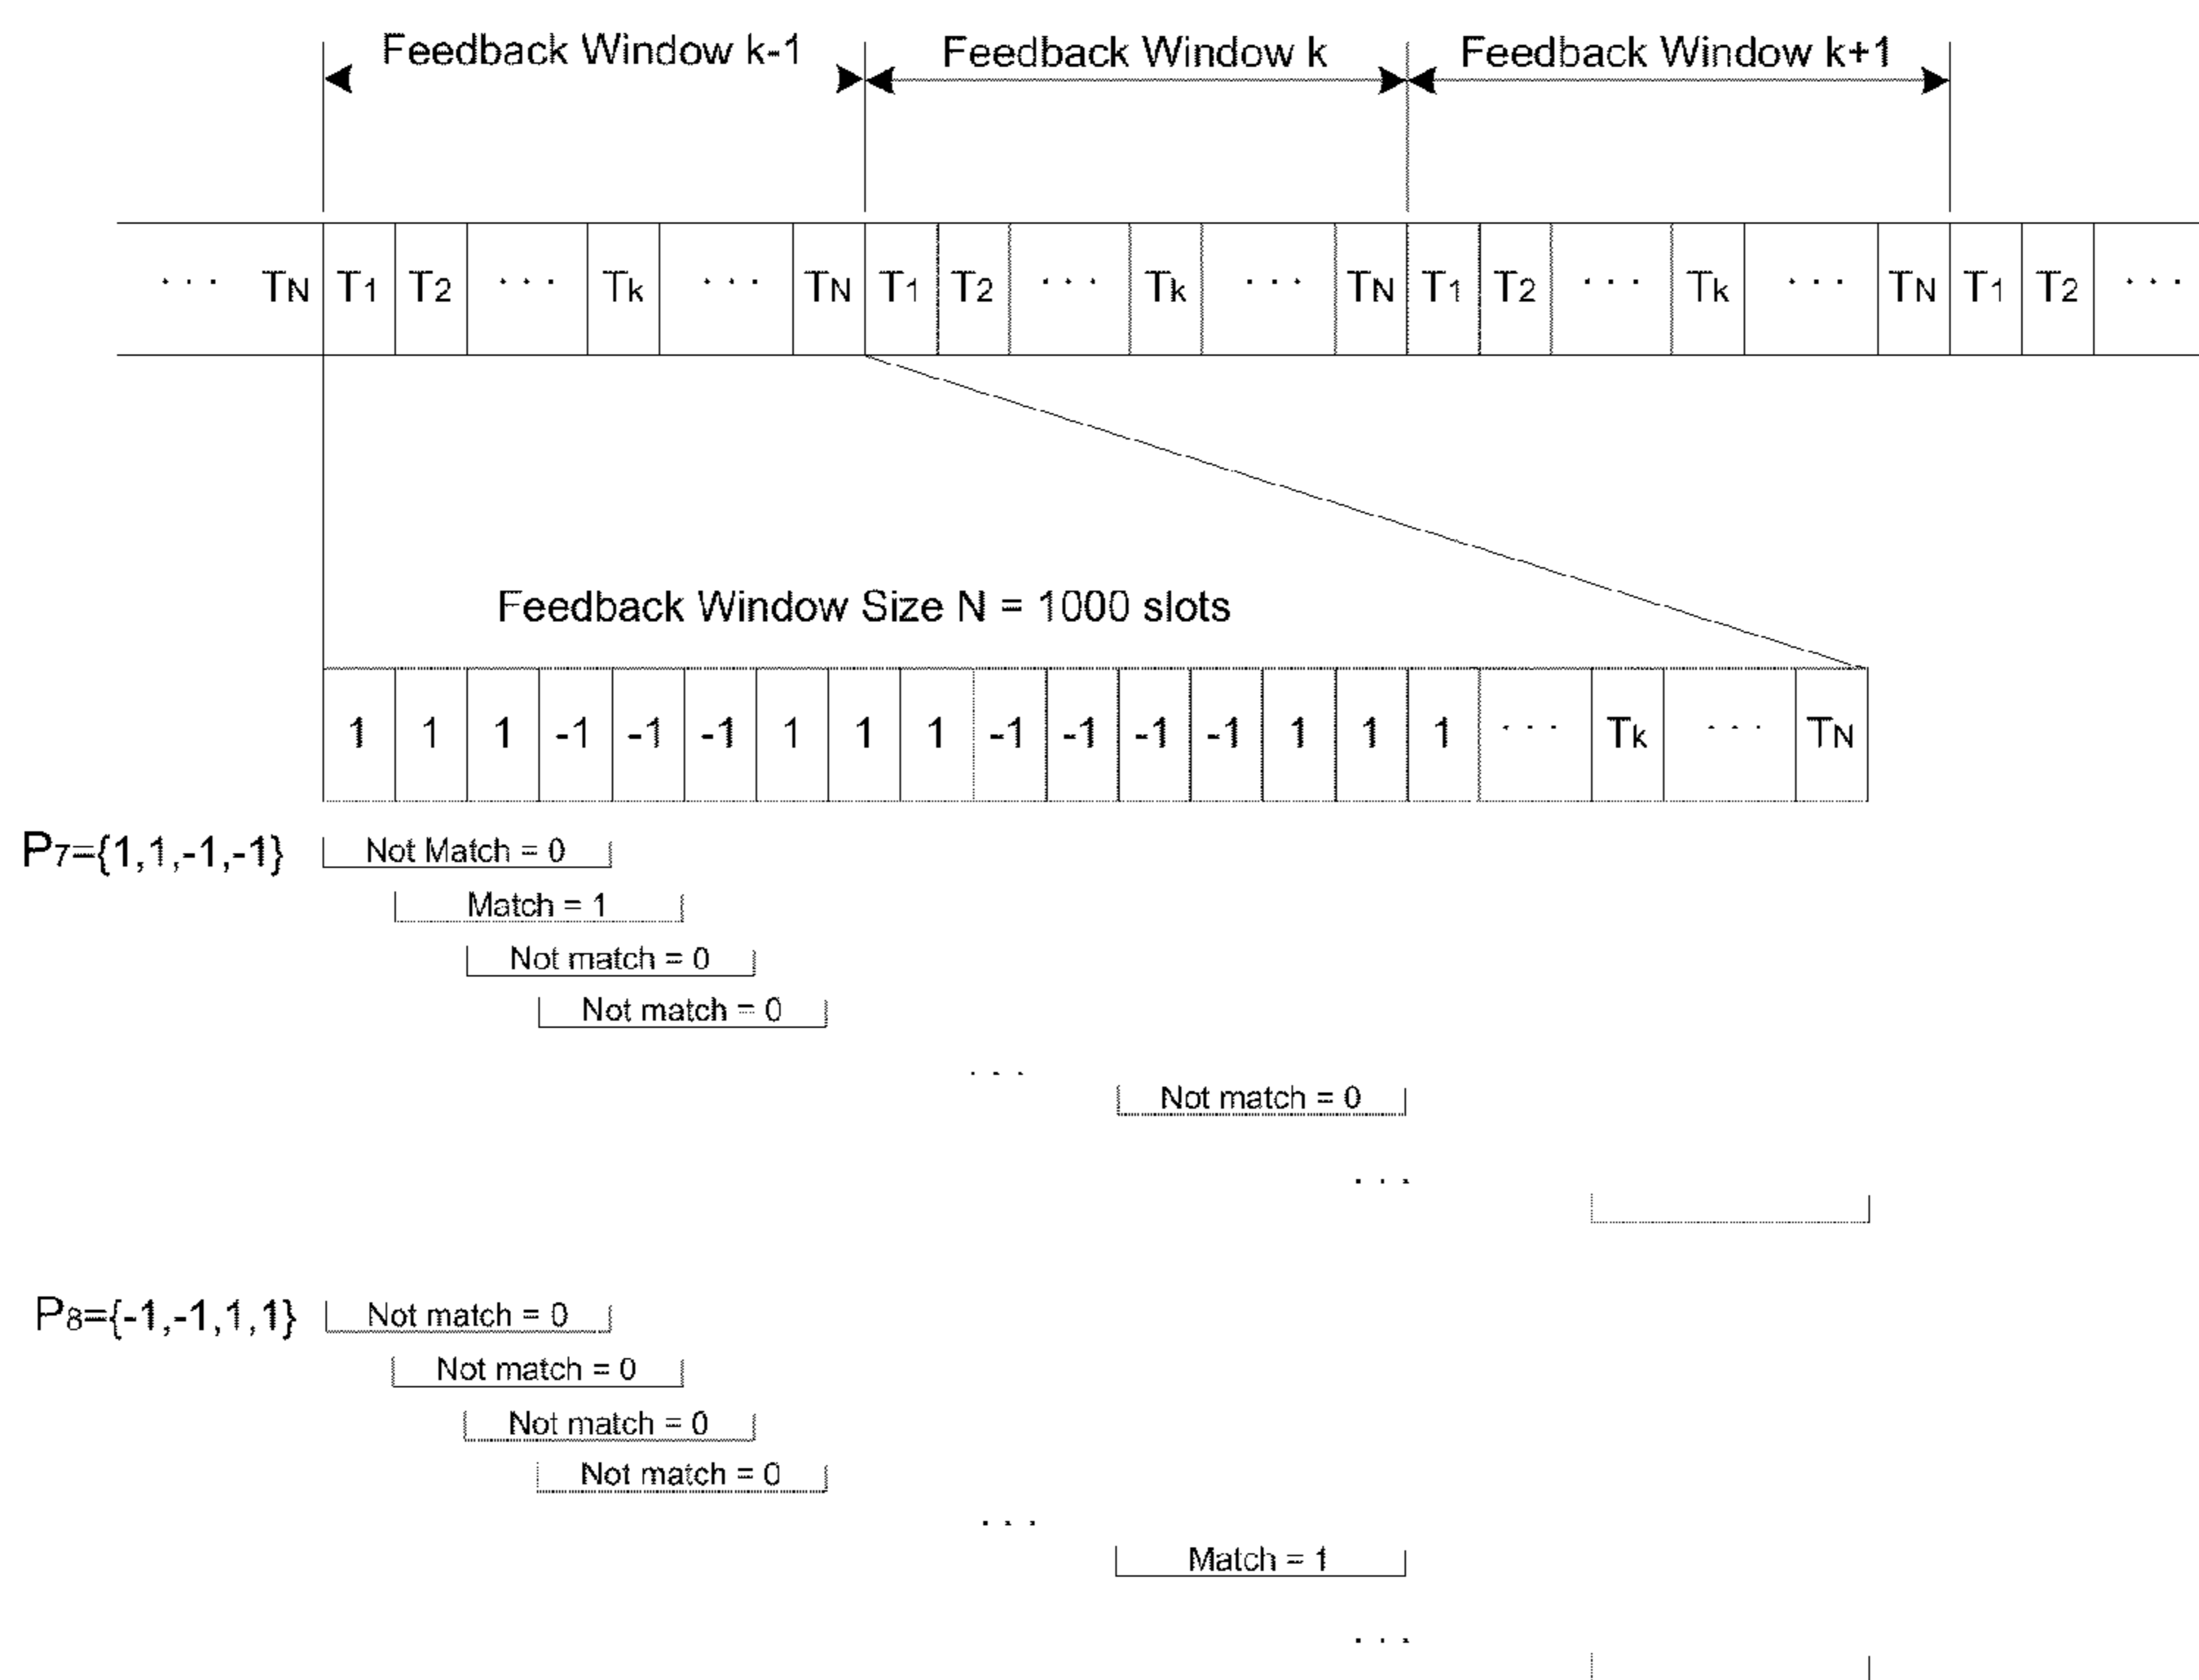 Feedback Window k-1 Feedback Window k Feedback Window k+1
... TN T1 T2 ... Tk ... TN T1 T2 ... Tk ... TN T1 T2 ... Tk ... TN T1 T2 ...
Feedback Window Size N = 1000 slots
1 1 1 -1 -1 -1 1 1 1 -1 -1 -1 -1 1 1 1 ... Tk ... TN
P7={1,1,-1,-1} Not Match = 0
Match = 1
Not match = 0
Not match = 0
...
Not match = 0
...
P8={-1,-1,1,1} Not match = 0
Not match = 0
Not match = 0
Not match = 0
...
Match = 1
...